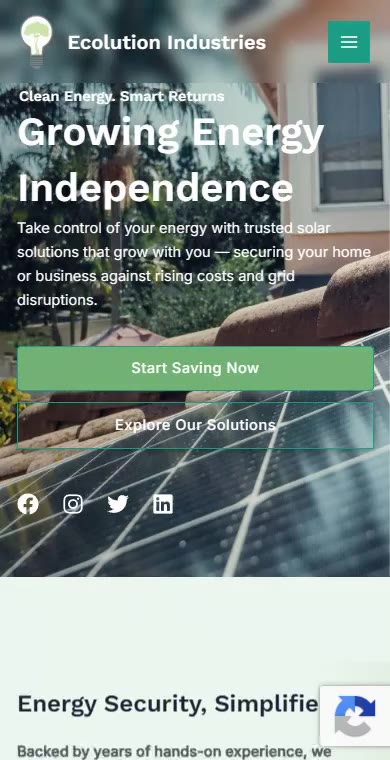 Ecolution Industries
Clean Energy. Smart Returns
Growing Energy
Independence
Take control of your energy with trusted solar
solutions that grow with you — securing your home
or business against rising costs and grid
disruptions.
Start Saving Now
Explore Our Solutions
Energy Security, Simplifie
Backed by years of hands-on experience, we